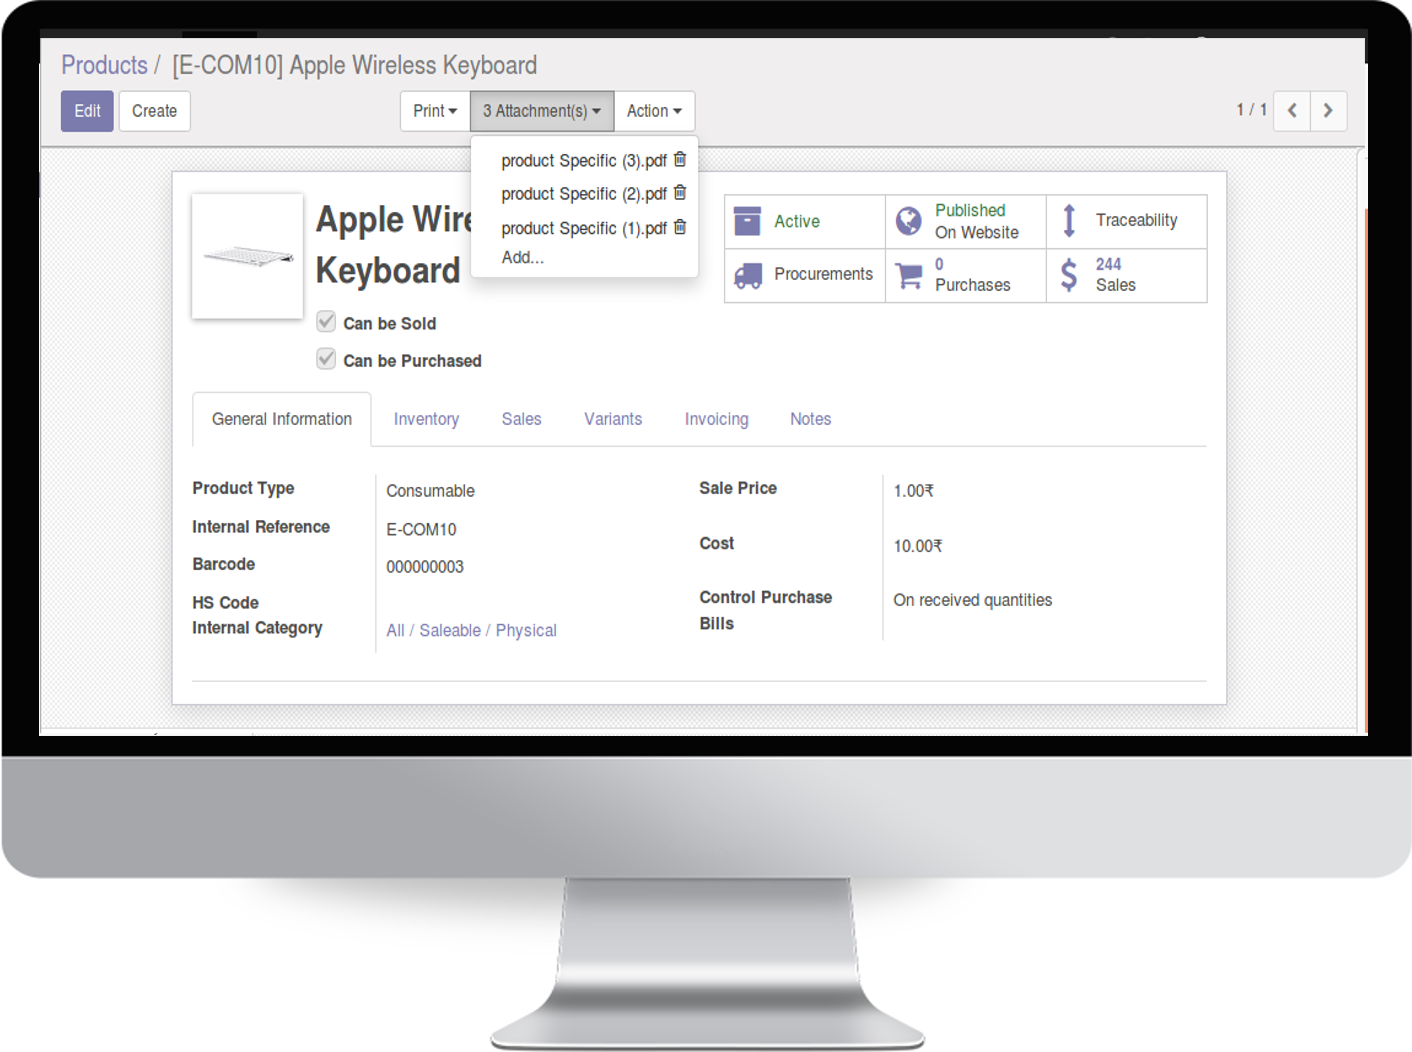 Products / [E-COM10] Apple Wireless Keyboard
Edit Create Print 3 Attachment(s) Action 1 / 1
product Specific (3).pdf
product Specific (2).pdf
product Specific (1).pdf
Add...
Apple Wire
Keyboard
Can be Sold
Can be Purchased
Active
Published
On Website
Traceability
Procurements
0
Purchases
244
Sales
General Information Inventory Sales Variants Invoicing Notes
Product Type Consumable
Internal Reference E-COM10
Barcode 000000003
HS Code
Internal Category All / Saleable / Physical
Sale Price 1.00₹
Cost 10.00₹
Control Purchase
Bills
On received quantities